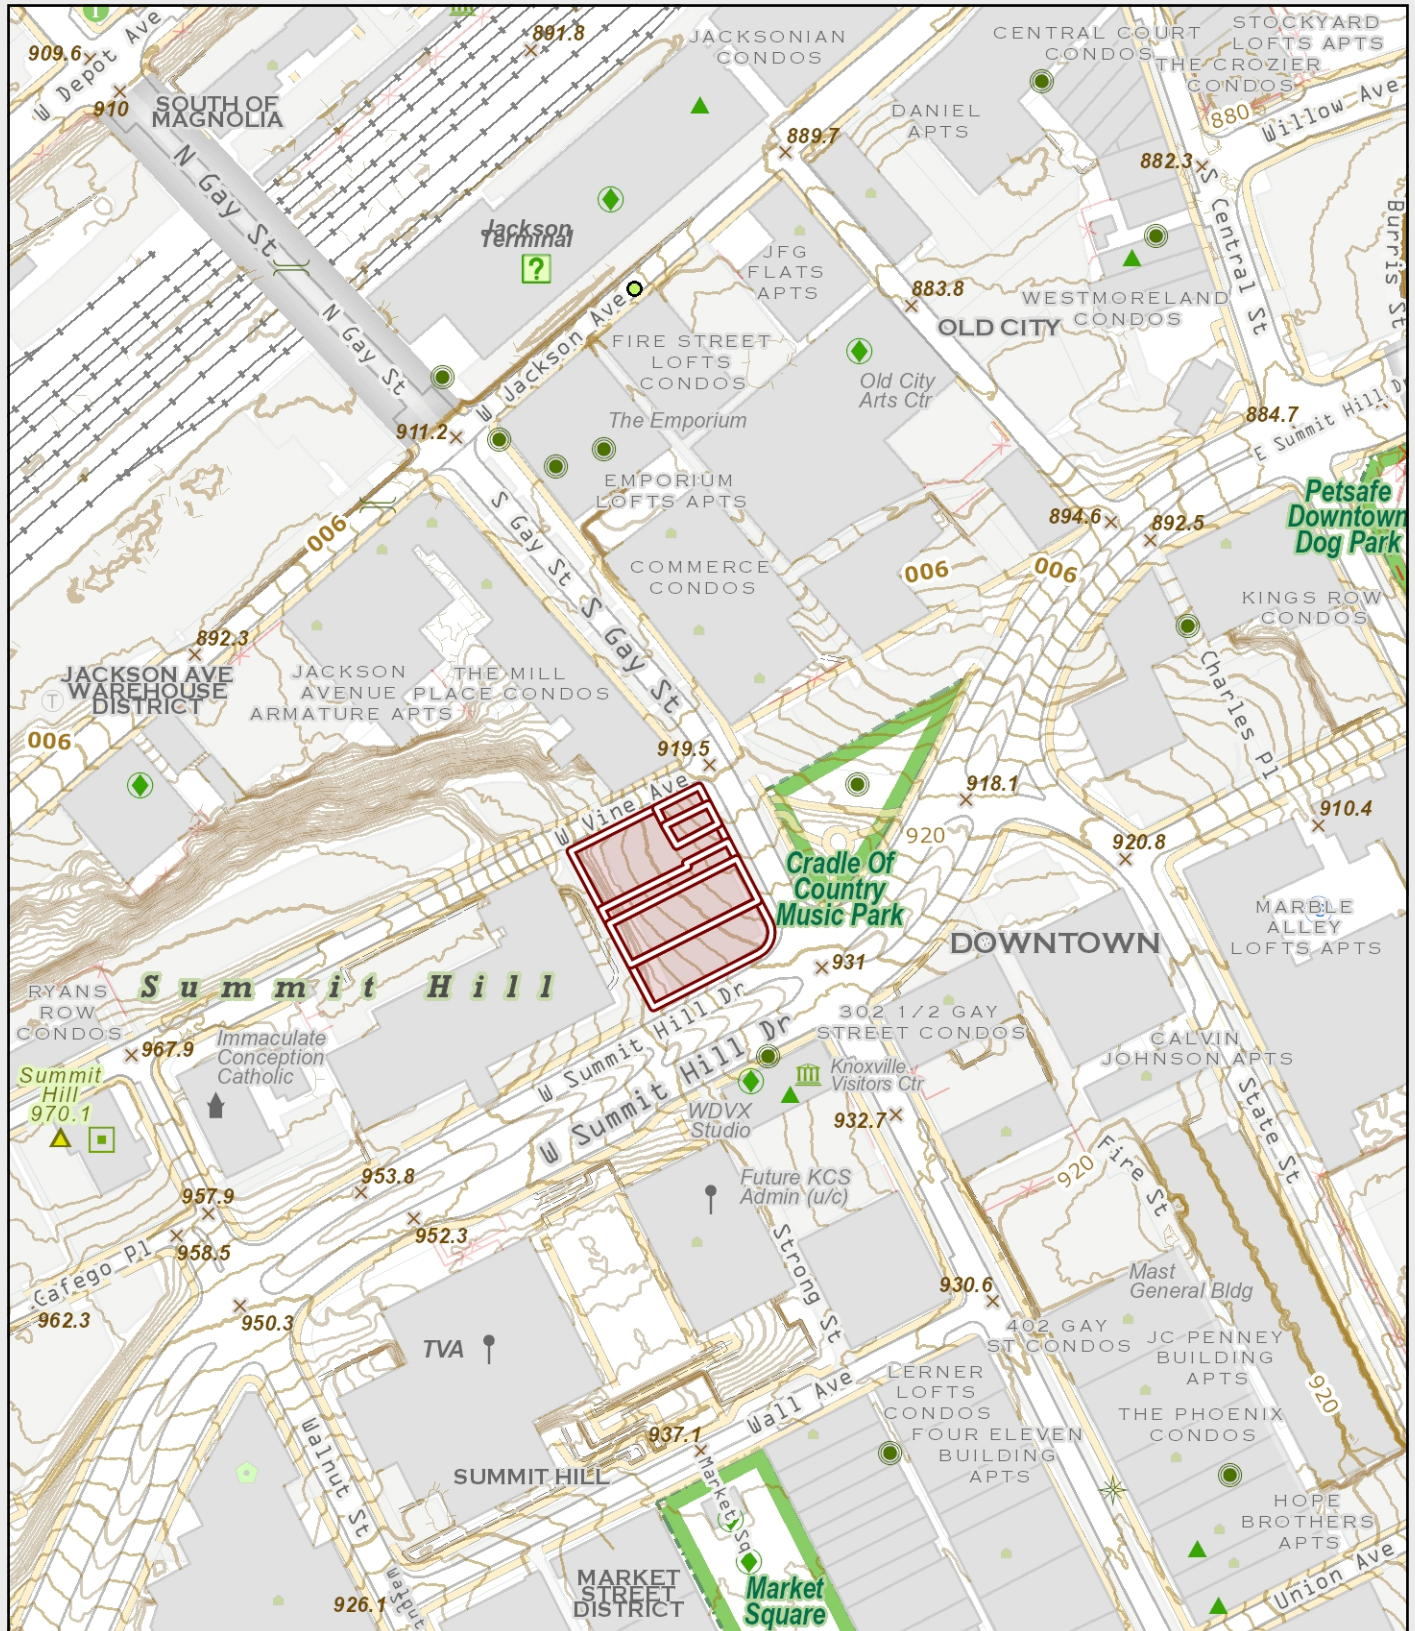 909.6
W Depot Ave
910
SOUTH OF
MAGNOLIA
891.8
JACKSONIAN
CONDOS
CENTRAL COURT
CONDOS
STOCKYARD
LOFTS APTS
THE CROZIER
CONDOS
880
Willow Ave
DANIEL
APTS
889.7
882.3
S Central St
Burris St
N Gay St
Jackson
Terminal
?
JFG
FLATS
APTS
883.8
WESTMORELAND
CONDOS
OLD CITY
N Gay St
W Jackson Ave
FIRE STREET
LOFTS
CONDOS
Old City
Arts Ctr
The Emporium
911.2
884.7
E Summit Hill Dr
EMPORIUM
LOFTS APTS
Petsafe
Downtown
Dog Park
894.6
892.5
900
S Gay St
COMMERCE
CONDOS
900
900
KINGS ROW
CONDOS
892.3
JACKSON AVE
WAREHOUSE
DISTRICT
T
JACKSON
AVENUE
ARMATURE APTS
THE MILL
PLACE CONDOS
S Gay St
Charles Pl
900
919.5
W Vine Ave
918.1
910.4
920
920.8
Cradle Of
Country
Music Park
MARBLE
ALLEY
LOFTS APTS
DOWNTOWN
931
Summit Hill
RYANS
ROW
CONDOS
967.9
Immaculate
Conception
Catholic
W Summit Hill Dr
W Summit Hill Dr
302 1/2 GAY
STREET CONDOS
CALVIN
JOHNSON APTS
Knoxville
Visitors Ctr
Summit
Hill
970.1
WDVX
Studio
932.7
State St
Fire St
920
953.8
957.9
952.3
958.5
Future KCS
Admin (u/c)
Cafego Pl
962.3
950.3
Strong St
930.6
Mast
General Bldg
402 GAY
ST CONDOS
JC PENNEY
BUILDING
APTS
TVA
LERNER
LOFTS
CONDOS
920
Wall Ave
937.1
Walnut St
FOUR ELEVEN
BUILDING
APTS
THE PHOENIX
CONDOS
SUMMIT HILL
Market Sq
HOPE
BROTHERS
APTS
MARKET
STREET
DISTRICT
Market
Square
926.1
Walnut
Union Ave